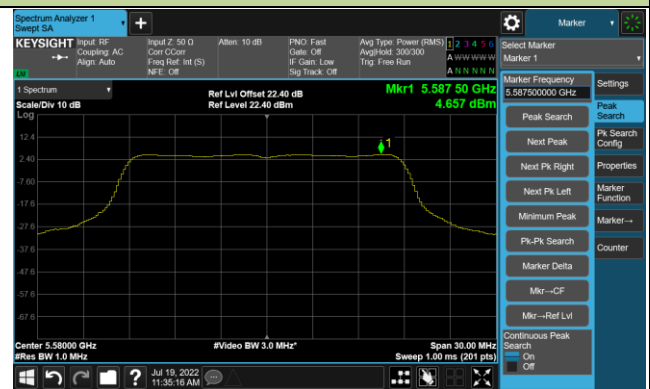 Spectrum Analyzer 1
Swept SA
+
Marker
KEYSIGHT
Input: RF
Coupling: AC
Align: Auto
Input Z: 50 Ω
Corr CCorr
Freq Ref: Int (S)
NFE: Off
Atten: 10 dB
PNO: Fast
Gate: Off
IF Gain: Low
Sig Track: Off
Avg Type: Power (RMS)
Avg|Hold: 300/300
Trig: Free Run
1 2 3 4 5 6
A W W W W W
A N N N N N
LXI
Select Marker
Marker 1
1 Spectrum
Scale/Div 10 dB
Log
Ref Lvl Offset 22.40 dB
Ref Level 22.40 dBm
Mkr1 5.587 50 GHz
4.657 dBm
1
12.4
2.40
-7.60
-17.6
-27.6
-37.6
-47.6
-57.6
-67.6
Center 5.58000 GHz
#Res BW 1.0 MHz
#Video BW 3.0 MHz*
Span 30.00 MHz
Sweep 1.00 ms (201 pts)
Marker Frequency
5.587500000 GHz
Peak Search
Next Peak
Next Pk Right
Next Pk Left
Minimum Peak
Pk-Pk Search
Marker Delta
Mkr→CF
Mkr→Ref Lvl
Continuous Peak
Search
On
Off
Settings
Peak
Search
Pk Search
Config
Properties
Marker
Function
Marker→
Counter
?
Jul 19, 2022
11:35:16 AM